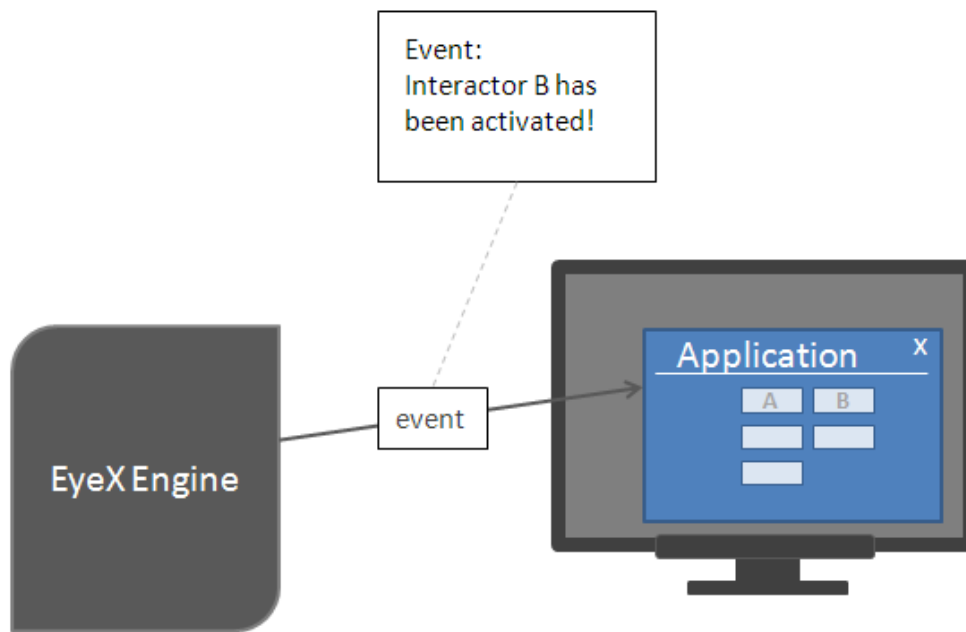 Event:
Interactor B has
been activated!
Application
X
A
B
event
EyeX Engine